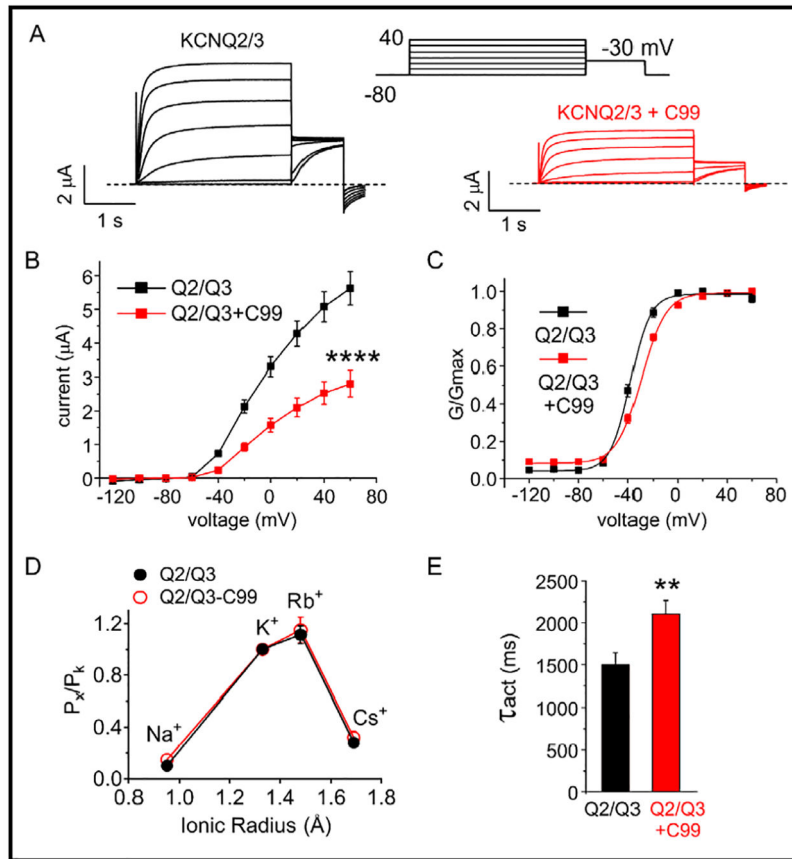 A
KCNQ2/3
40
-30 mV
-80
KCNQ2/3 + C99
2 µA
1 s
2 µA
1 s
B
Q2/Q3
Q2/Q3+C99
****
current (µA)
6
5
4
3
2
1
0
-120 -80 -40 0 40 80
voltage (mV)
C
Q2/Q3
Q2/Q3
+C99
G/Gmax
1.0
0.8
0.6
0.4
0.2
0.0
-120 -80 -40 0 40 80
voltage (mV)
D
Q2/Q3
Q2/Q3-C99
Na+
K+
Rb+
Cs+
Px/Pk
1.2
0.8
0.4
0.0
0.8 1.0 1.2 1.4 1.6 1.8
Ionic Radius (Å)
E
**
τact (ms)
2500
2000
1500
1000
500
0
Q2/Q3
Q2/Q3
+C99